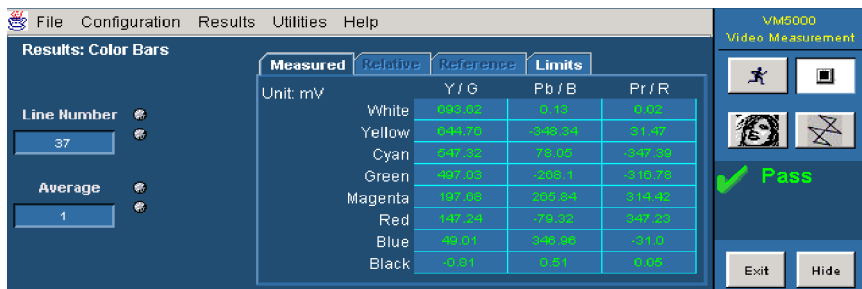 File Configuration Results Utilities Help
VM5000
Video Measurement
Results: Color Bars
Measured Relative Reference Limits
Unit: mV Y / G Pb / B Pr / R
White 693.62 0.13 0.02
Line Number
37
Yellow 644.76 -348.34 31.47
Cyan 547.32 78.05 -347.39
Green 497.03 -268.1 -316.78
Pass
Average
1
Magenta 197.68 265.84 314.42
Red 147.24 -79.32 347.23
Blue 49.01 346.96 -31.0
Black -0.81 0.51 0.05
Exit Hide